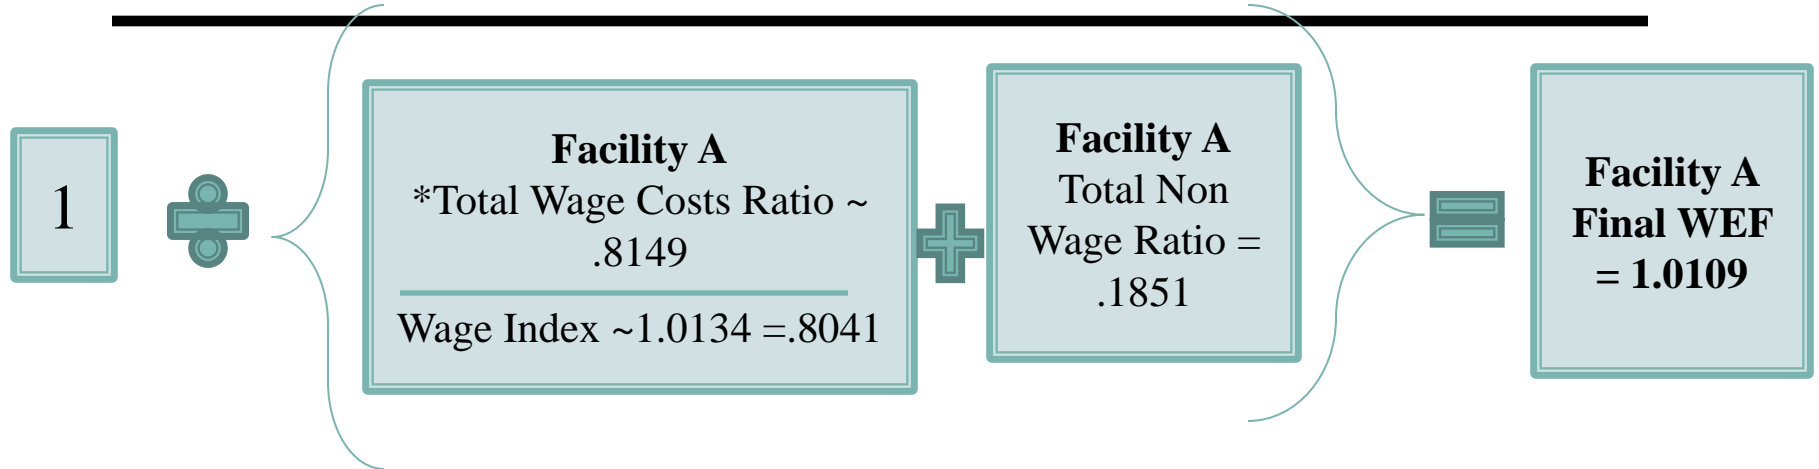 1
Facility A
*Total Wage Costs Ratio ~
.8149
Wage Index ~1.0134 =.8041
Facility A
Total Non
Wage Ratio =
.1851
Facility A
Final WEF
= 1.0109